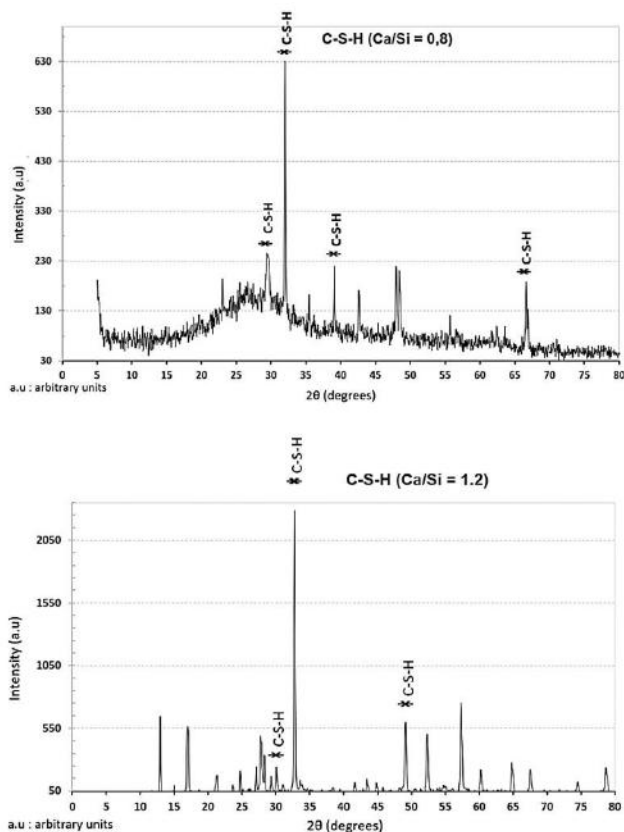 C-S-H (Ca/Si = 0,8)
C-S-H
C-S-H
C-S-H
C-S-H
Intensity (a.u)
630
530
430
330
230
130
30
0 5 10 15 20 25 30 35 40 45 50 55 60 65 70 75 80
2θ (degrees)
a.u : arbitrary units
C-S-H (Ca/Si = 1.2)
C-S-H
C-S-H
C-S-H
Intensity (a.u)
2050
1550
1050
550
50
0 5 10 15 20 25 30 35 40 45 50 55 60 65 70 75 80
2θ (degrees)
a.u : arbitrary units